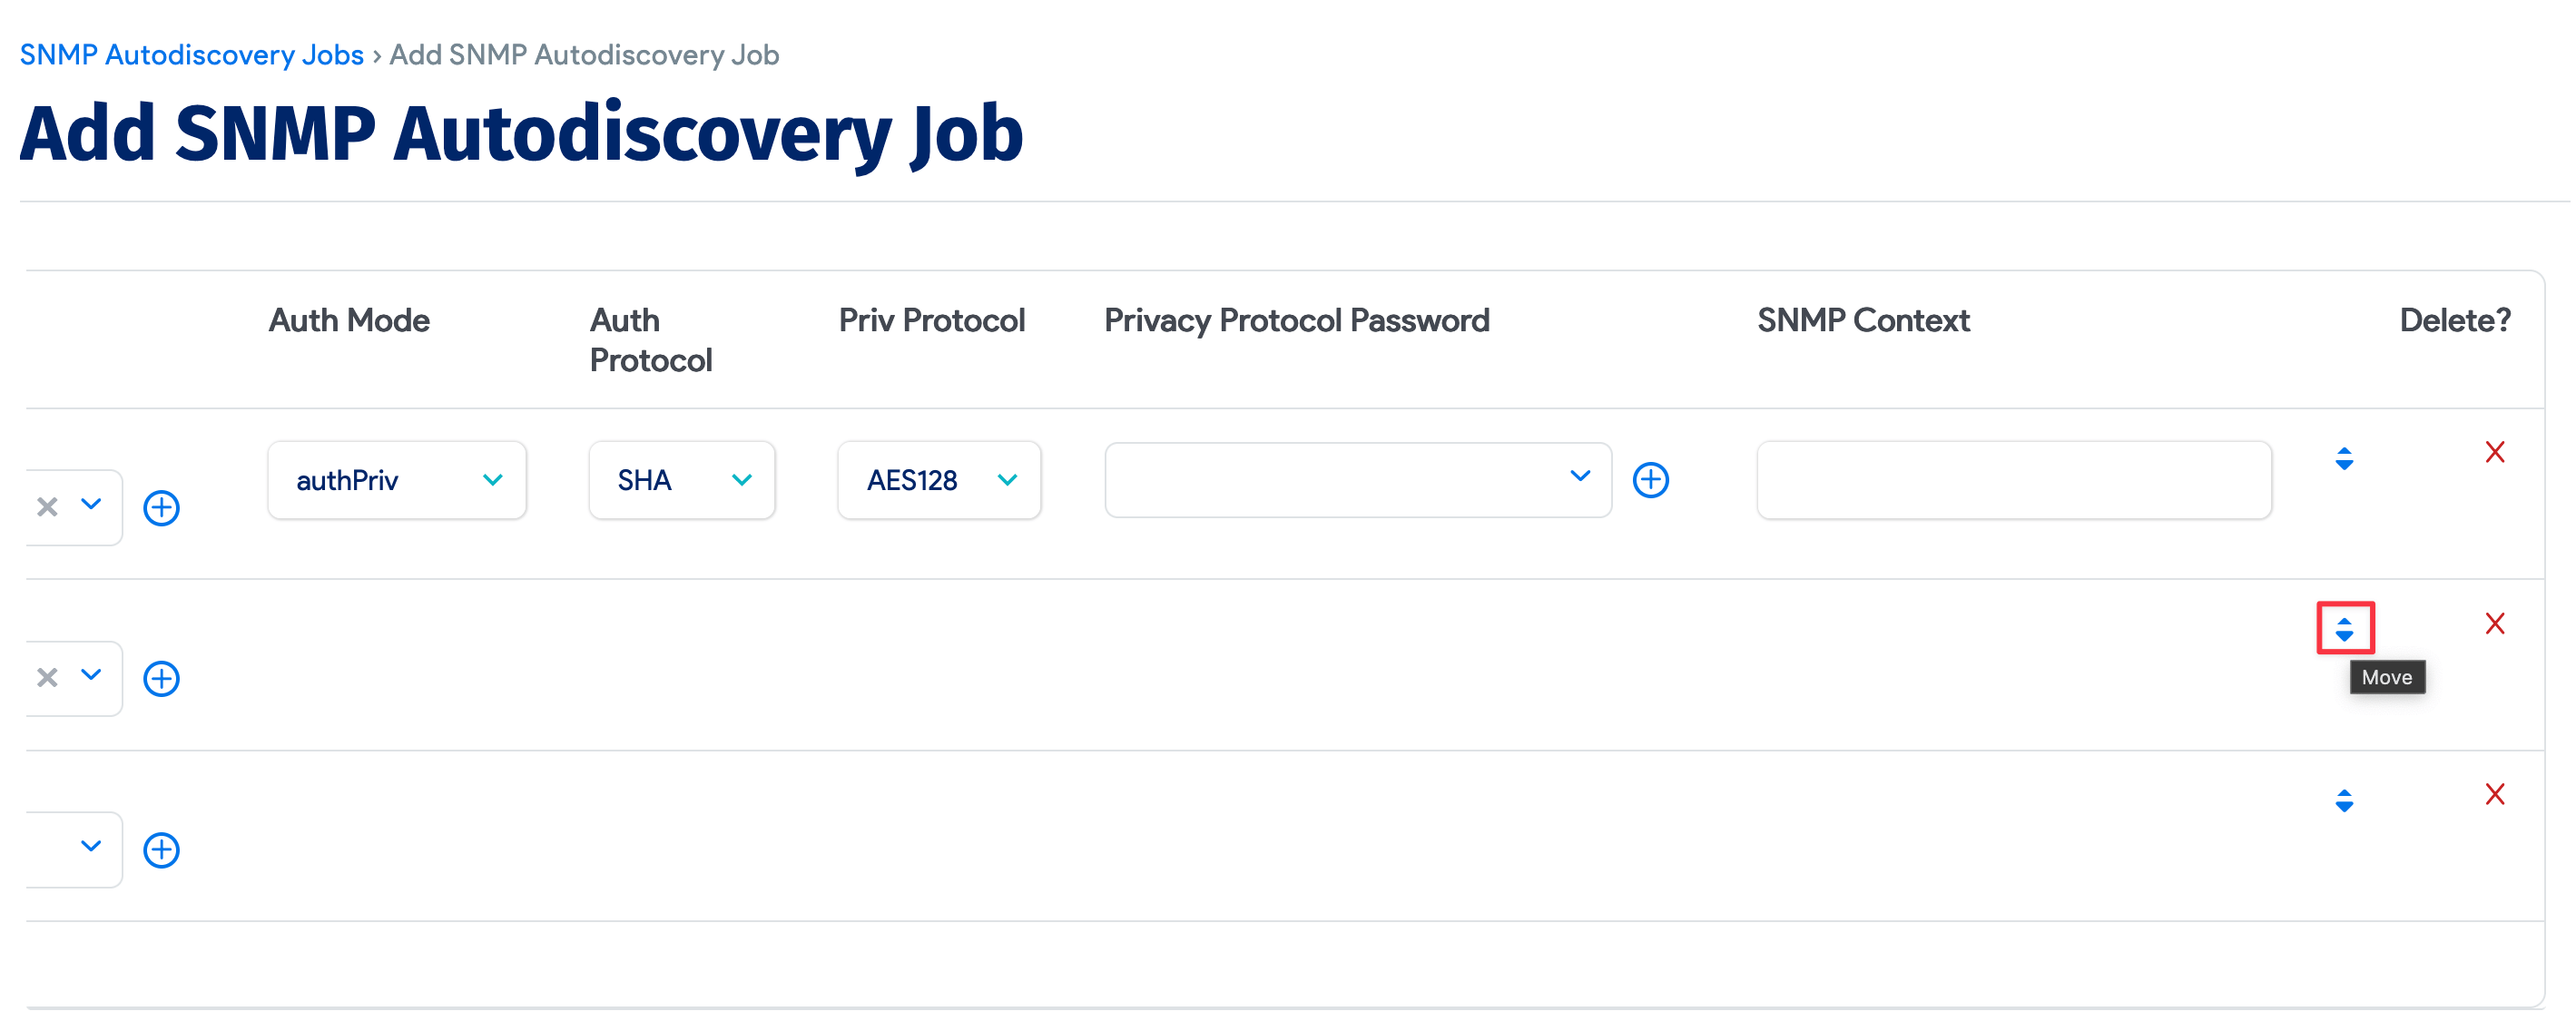 SNMP Autodiscovery Jobs › Add SNMP Autodiscovery Job
Add SNMP Autodiscovery Job
Auth Mode
Auth Protocol
Priv Protocol
Privacy Protocol Password
SNMP Context
Delete?
authPriv
SHA
AES128
Move